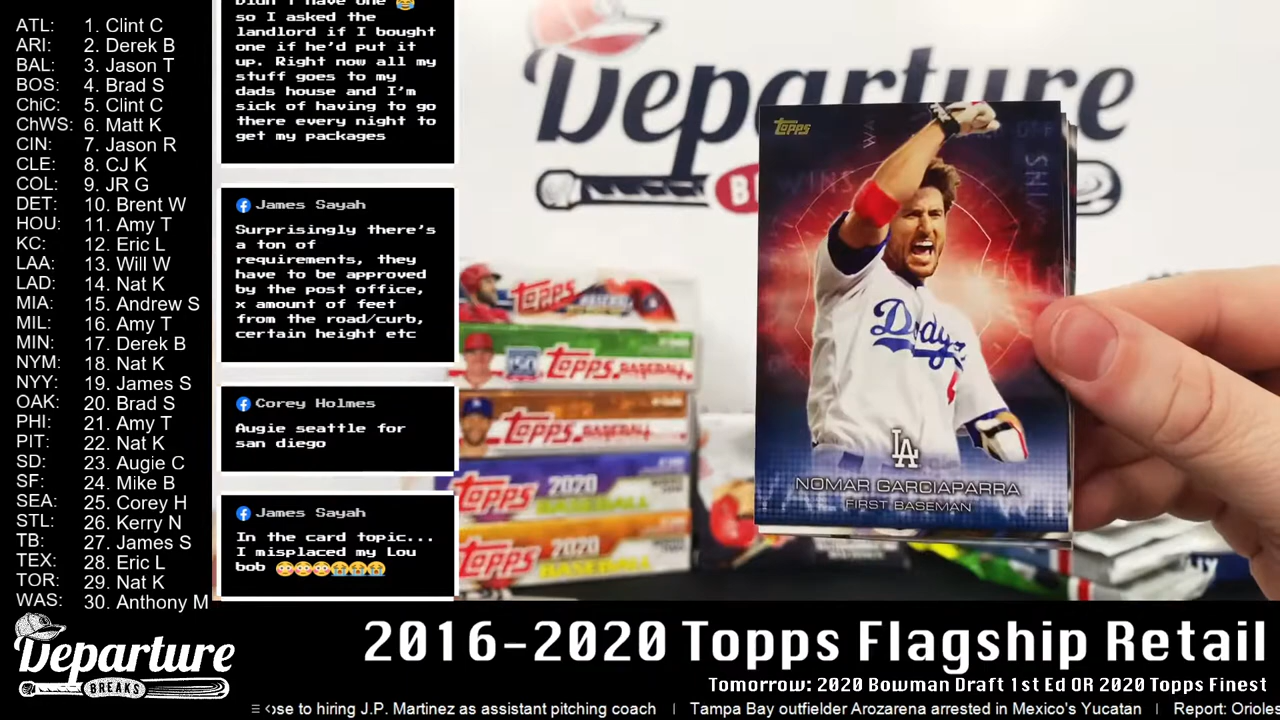 ATL: 1. Clint C
ARI: 2. Derek B
BAL: 3. Jason T
BOS: 4. Brad S
ChiC: 5. Clint C
ChWS: 6. Matt K
CIN: 7. Jason R
CLE: 8. CJ K
COL: 9. JR G
DET: 10. Brent W
HOU: 11. Amy T
KC: 12. Eric L
LAA: 13. Will W
LAD: 14. Nat K
MIA: 15. Andrew S
MIL: 16. Amy T
MIN: 17. Derek B
NYM: 18. Nat K
NYY: 19. James S
OAK: 20. Brad S
PHI: 21. Amy T
PIT: 22. Nat K
SD: 23. Augie C
SF: 24. Mike B
SEA: 25. Corey H
STL: 26. Kerry N
TB: 27. James S
TEX: 28. Eric L
TOR: 29. Nat K
WAS: 30. Anthony M
Didn't have one 😂
so I asked the
landlord if I bought
one if he'd put it
up. Right now all my
stuff goes to my
dads house and I'm
sick of having to go
there every night to
get my packages
James Sayah
Surprisingly there's
a ton of
requirements, they
have to be approved
by the post office,
x amount of feet
from the road/curb,
certain height etc
Corey Holmes
Augie seattle for
san diego
James Sayah
In the card topic...
I misplaced my Lou
bob 😳😳😳😭😭😭
Departure
Topps
WINS
WINS
Dodgers
LA
NOMAR GARCIAPARRA
FIRST BASEMAN
Topps
Topps BASEBALL
Topps BASEBALL
Topps 2020 BASEBALL
Topps 2020 BASEBALL
Departure
BREAKS
2016-2020 Topps Flagship Retail
Tomorrow: 2020 Bowman Draft 1st Ed OR 2020 Topps Finest
ose to hiring J.P. Martinez as assistant pitching coach | Tampa Bay outfielder Arozarena arrested in Mexico's Yucatan | Report: Orioles